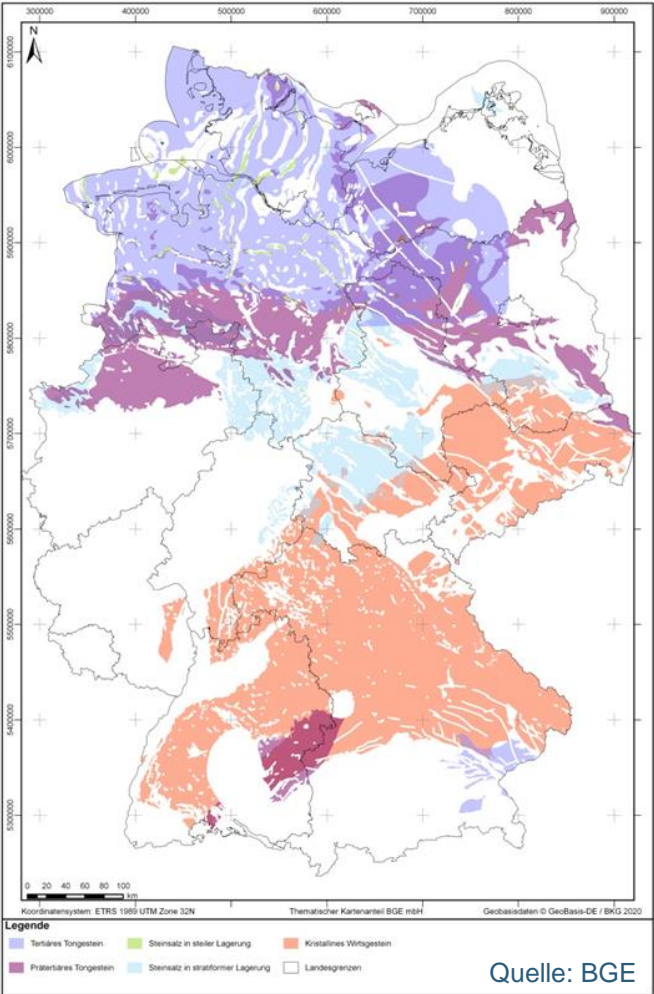 300000 400000 500000 600000 700000 800000 900000
N
6100000
6000000
5900000
5800000
5700000
5600000
5500000
5400000
5300000
0 20 40 60 80 100
km
Koordinatensystem: ETRS 1989 UTM Zone 32N Thematischer Kartenanteil BGE mbH Geobasisdaten © GeoBasis-DE / BKG 2020
Legende
Tertiäres Tongestein Steinsalz in steiler Lagerung Kristallines Wirtsgestein
Prätertiäres Tongestein Steinsalz in stratiformer Lagerung Landesgrenzen
Quelle: BGE